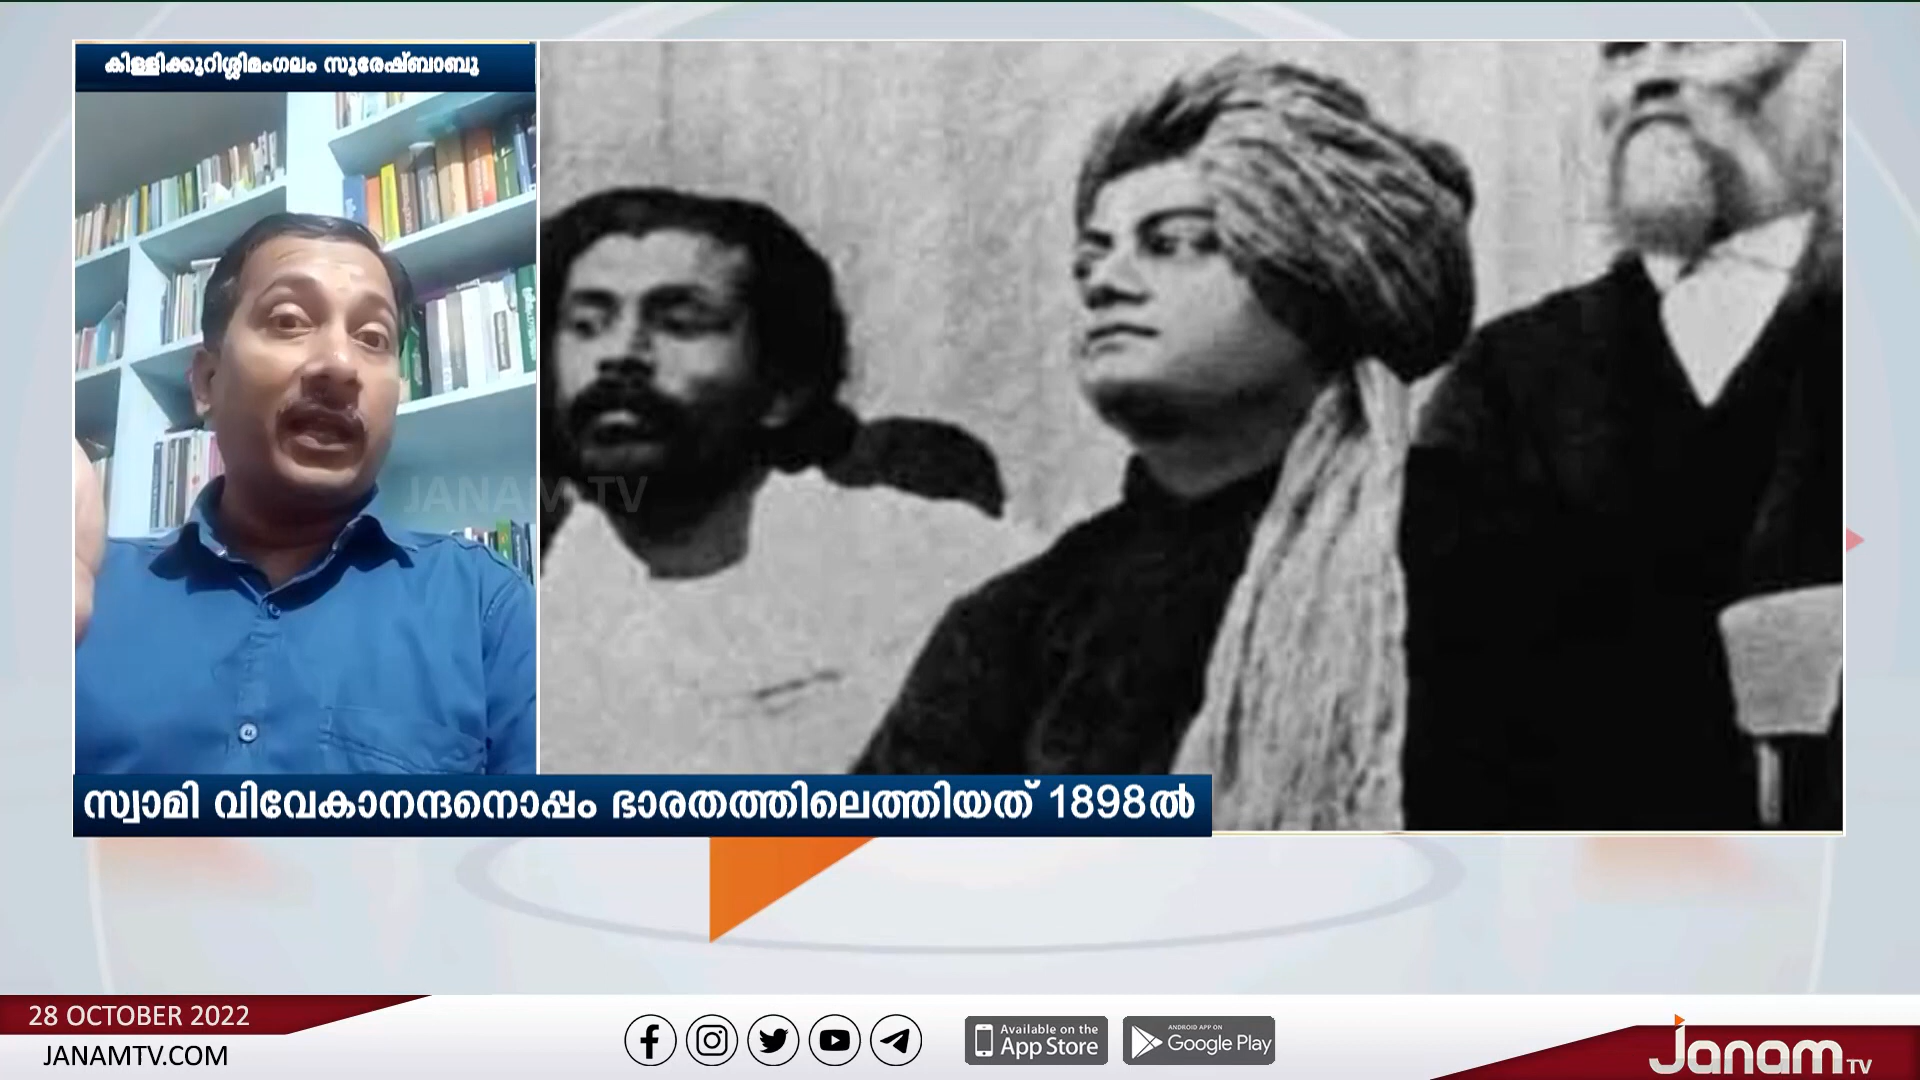 കിള്ളിക്കുറിശ്ശിമംഗലം സുരേഷ്ബാബു
JANAM TV
സ്വാമി വിവേകാനന്ദനൊപ്പം ഭാരതത്തിലെത്തിയത് 1898ൽ
28 OCTOBER 2022
JANAMTV.COM
Available on the
App Store
ANDROID APP ON
Google Play
Janam TV